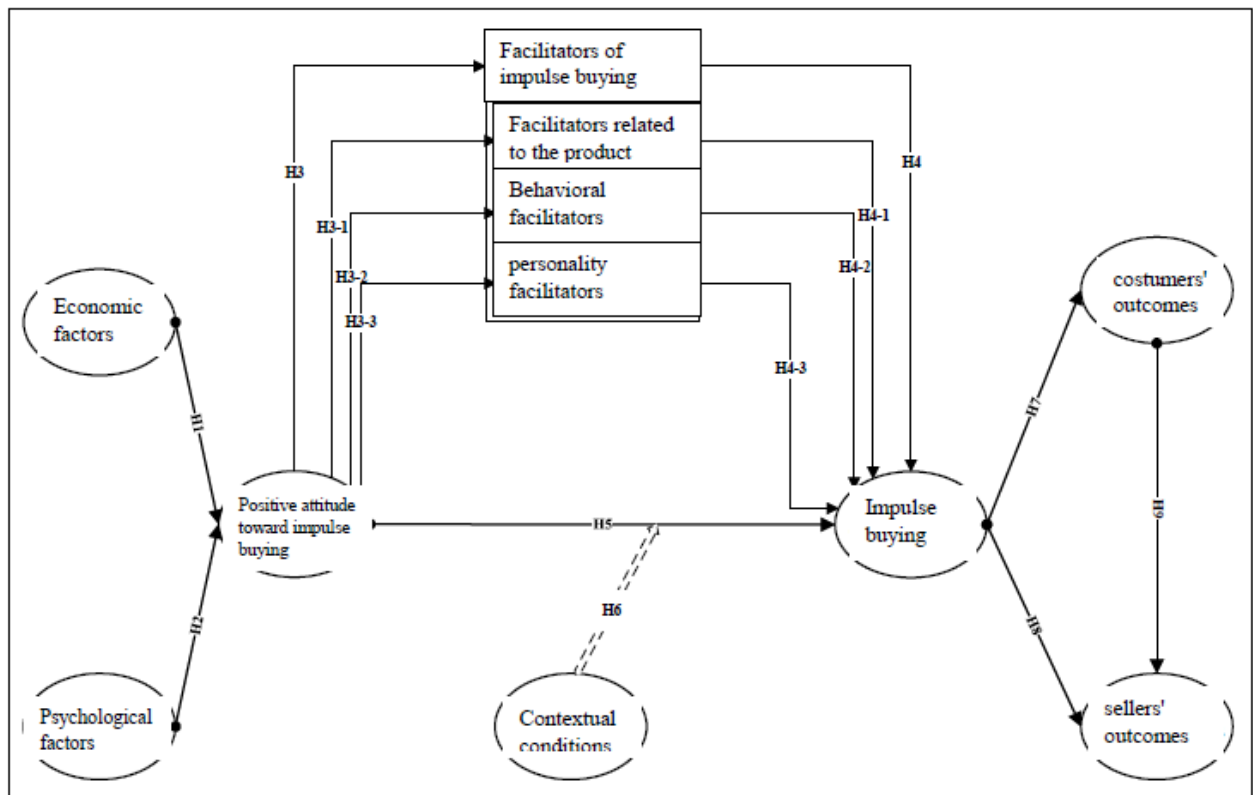 Facilitators of
impulse buying
Facilitators related
to the product
Behavioral
facilitators
personality
facilitators
H3
H3-1
H3-2
H3-3
H4
H4-1
H4-2
H4-3
Economic
factors
costumers'
outcomes
H1
H7
H9
Positive attitude
toward impulse
buying
H5
Impulse
buying
H2
H6
H8
Psychological
factors
Contextual
conditions
sellers'
outcomes